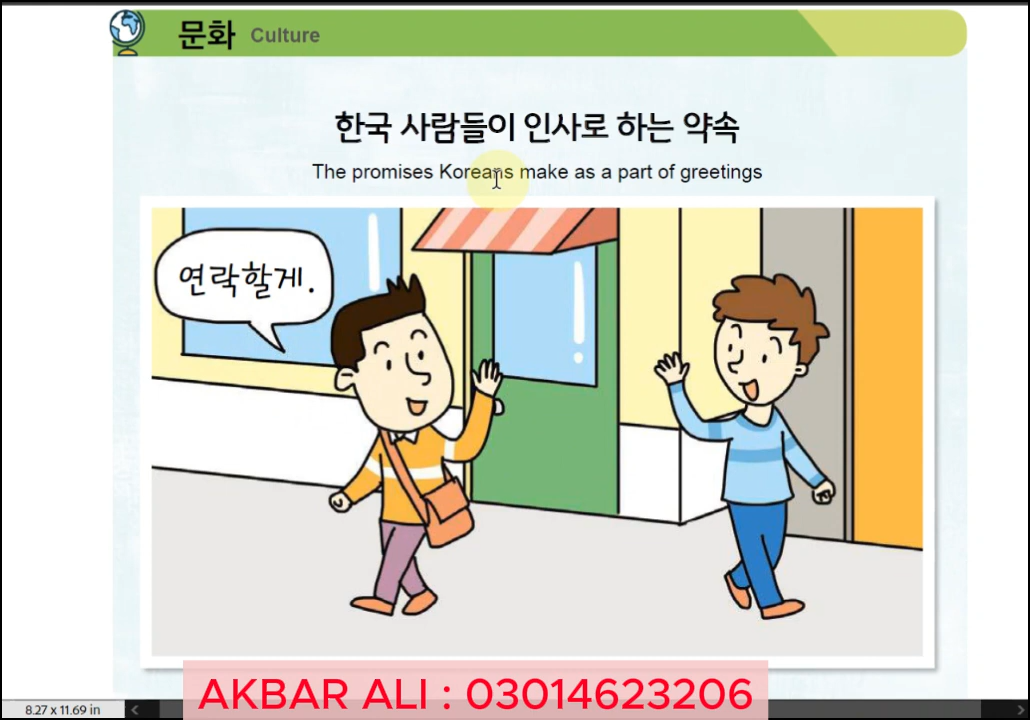 문화 Culture
한국 사람들이 인사로 하는 약속
The promises Koreans make as a part of greetings
연락할게.
AKBAR ALI : 03014623206
8.27 x 11.69 in